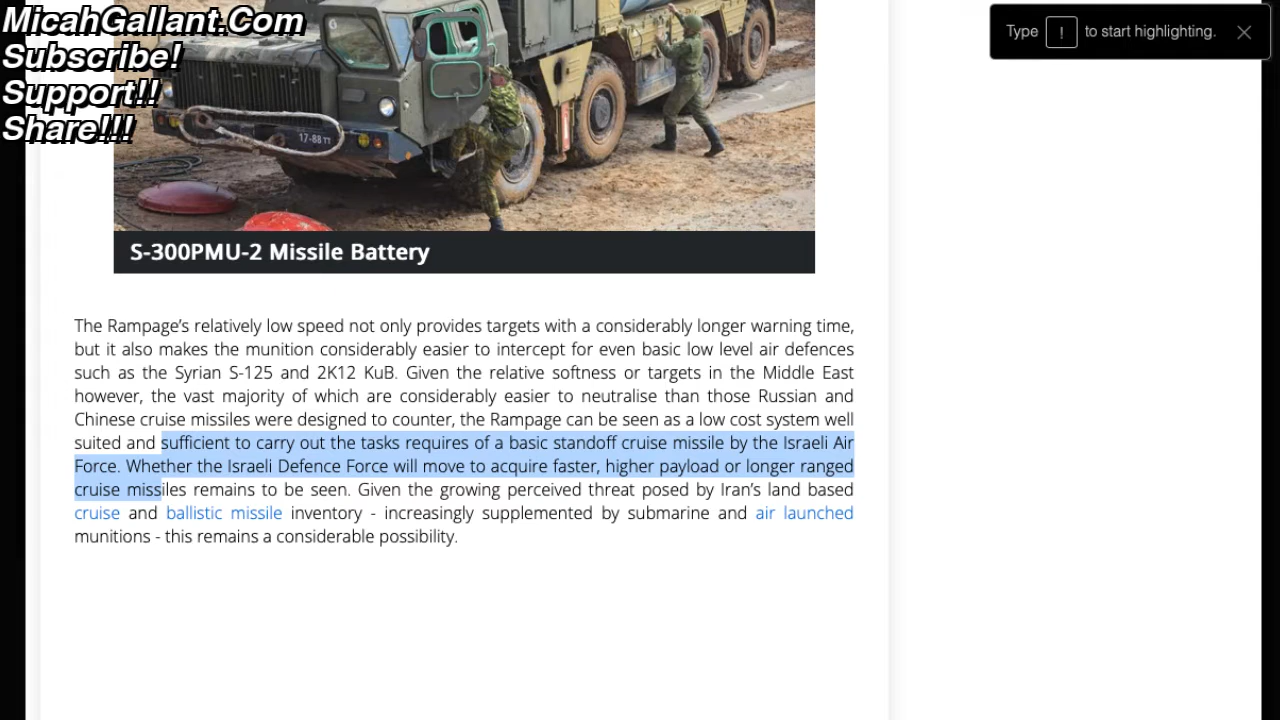 MicahGallant.Com
Subscribe!
Support!!
Share!!!
Type ! to start highlighting.
17-88 тт
S-300PMU-2 Missile Battery
The Rampage's relatively low speed not only provides targets with a considerably longer warning time,
but it also makes the munition considerably easier to intercept for even basic low level air defences
such as the Syrian S-125 and 2K12 KuB. Given the relative softness or targets in the Middle East
however, the vast majority of which are considerably easier to neutralise than those Russian and
Chinese cruise missiles were designed to counter, the Rampage can be seen as a low cost system well
suited and sufficient to carry out the tasks requires of a basic standoff cruise missile by the Israeli Air
Force. Whether the Israeli Defence Force will move to acquire faster, higher payload or longer ranged
cruise missiles remains to be seen. Given the growing perceived threat posed by Iran's land based
cruise and ballistic missile inventory - increasingly supplemented by submarine and air launched
munitions - this remains a considerable possibility.